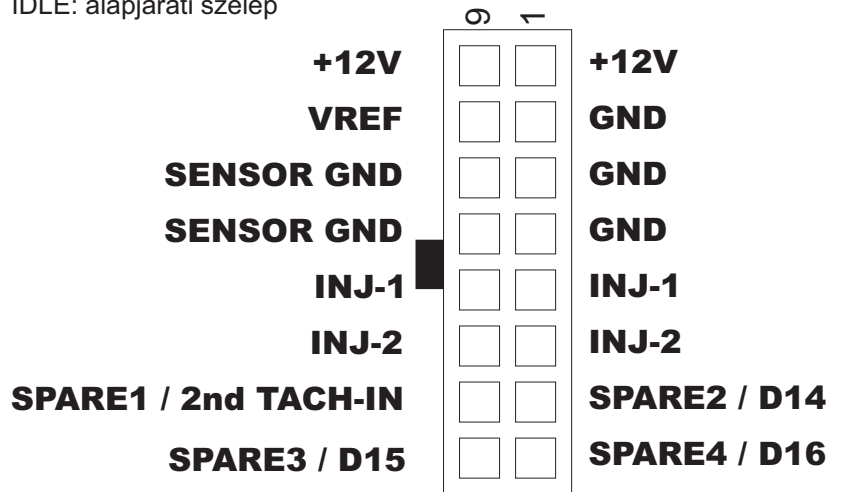 IDLE: alapjárati szelep
9 1
+12V +12V
VREF GND
SENSOR GND GND
SENSOR GND GND
INJ-1 INJ-1
INJ-2 INJ-2
SPARE1 / 2nd TACH-IN SPARE2 / D14
SPARE3 / D15 SPARE4 / D16